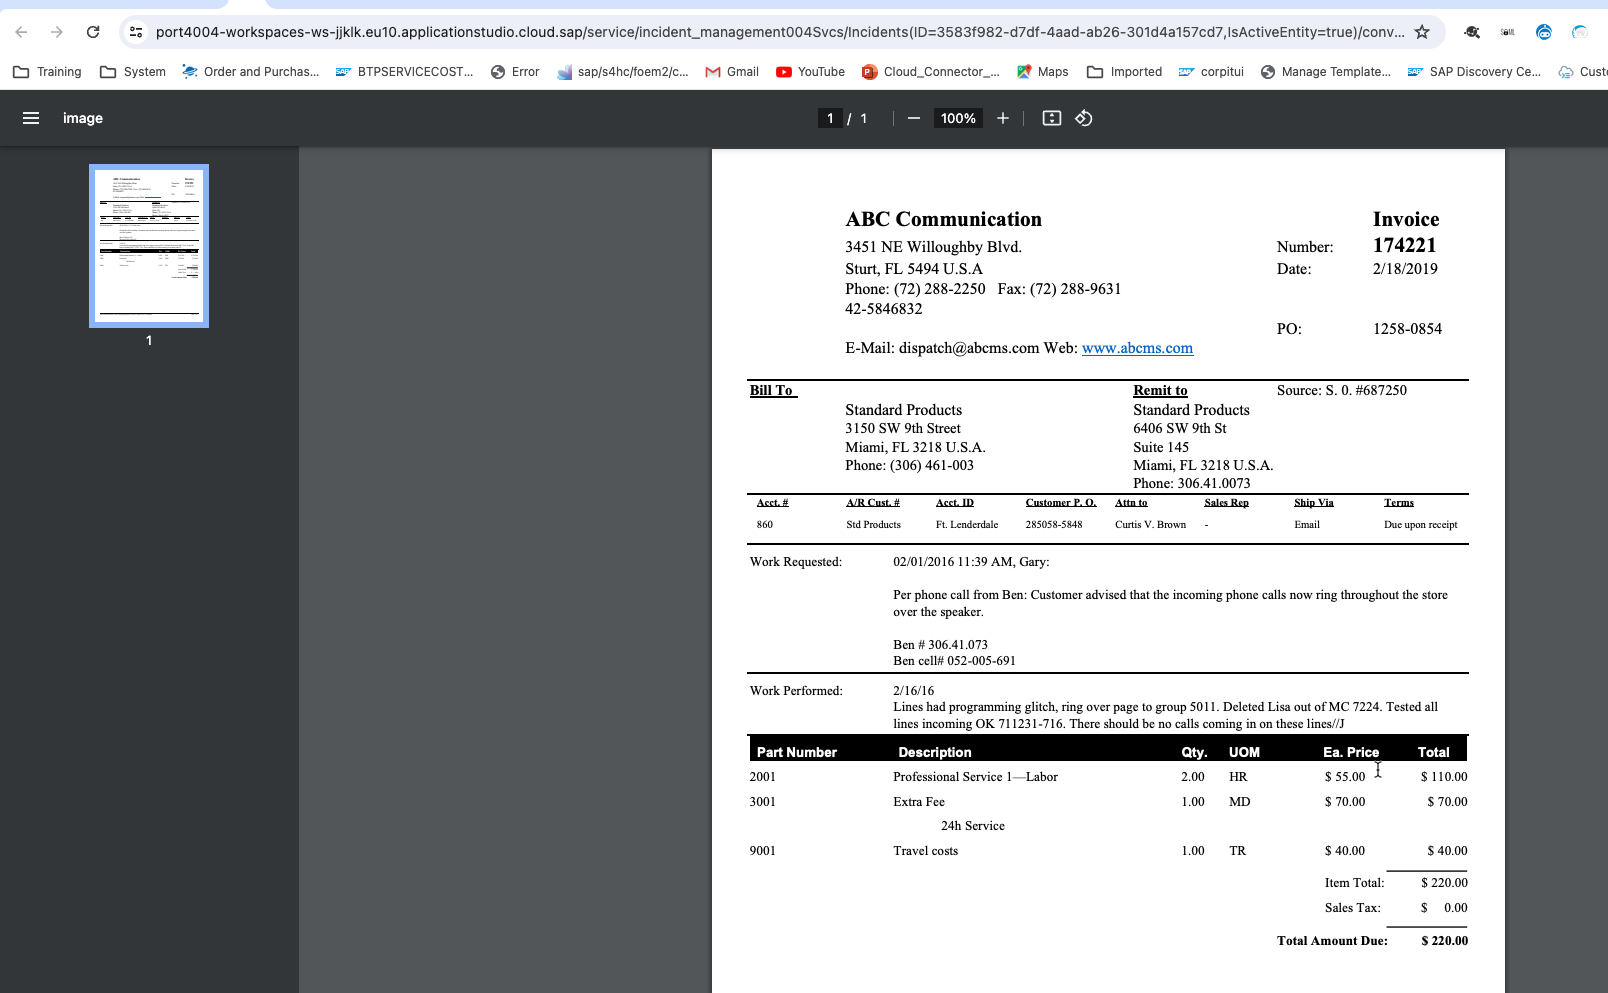 port4004-workspaces-ws-jjklk.eu10.applicationstudio.cloud.sap/service/incident_management004Svcs/Incidents(ID=3583f982-d7df-4aad-ab26-301d4a157cd7,IsActiveEntity=true)/conv...
Training System Order and Purchas... BTPSERVICECOST... Error sap/s4hc/foem2/c... Gmail YouTube Cloud_Connector_... Maps Imported corpitui Manage Template... SAP Discovery Ce... Custo
image 1 / 1 100%
1
ABC Communication Invoice
3451 NE Willoughby Blvd. Number: 174221
Sturt, FL 5494 U.S.A Date: 2/18/2019
Phone: (72) 288-2250 Fax: (72) 288-9631
42-5846832
PO: 1258-0854
E-Mail: dispatch@abcms.com Web: www.abcms.com
Bill To Remit to Source: S. 0. #687250
Standard Products Standard Products
3150 SW 9th Street 6406 SW 9th St
Miami, FL 3218 U.S.A. Suite 145
Phone: (306) 461-003 Miami, FL 3218 U.S.A.
Phone: 306.41.0073
Acct. # A/R Cust. # Acct. ID Customer P. O. Attn to Sales Rep Ship Via Terms
860 Std Products Ft. Lenderdale 285058-5848 Curtis V. Brown - Email Due upon receipt
Work Requested: 02/01/2016 11:39 AM, Gary:
Per phone call from Ben: Customer advised that the incoming phone calls now ring throughout the store
over the speaker.
Ben # 306.41.073
Ben cell# 052-005-691
Work Performed: 2/16/16
Lines had programming glitch, ring over page to group 5011. Deleted Lisa out of MC 7224. Tested all
lines incoming OK 711231-716. There should be no calls coming in on these lines//J
Part Number Description Qty. UOM Ea. Price Total
2001 Professional Service 1—Labor 2.00 HR $ 55.00 $ 110.00
3001 Extra Fee 1.00 MD $ 70.00 $ 70.00
24h Service
9001 Travel costs 1.00 TR $ 40.00 $ 40.00
Item Total: $ 220.00
Sales Tax: $ 0.00
Total Amount Due: $ 220.00